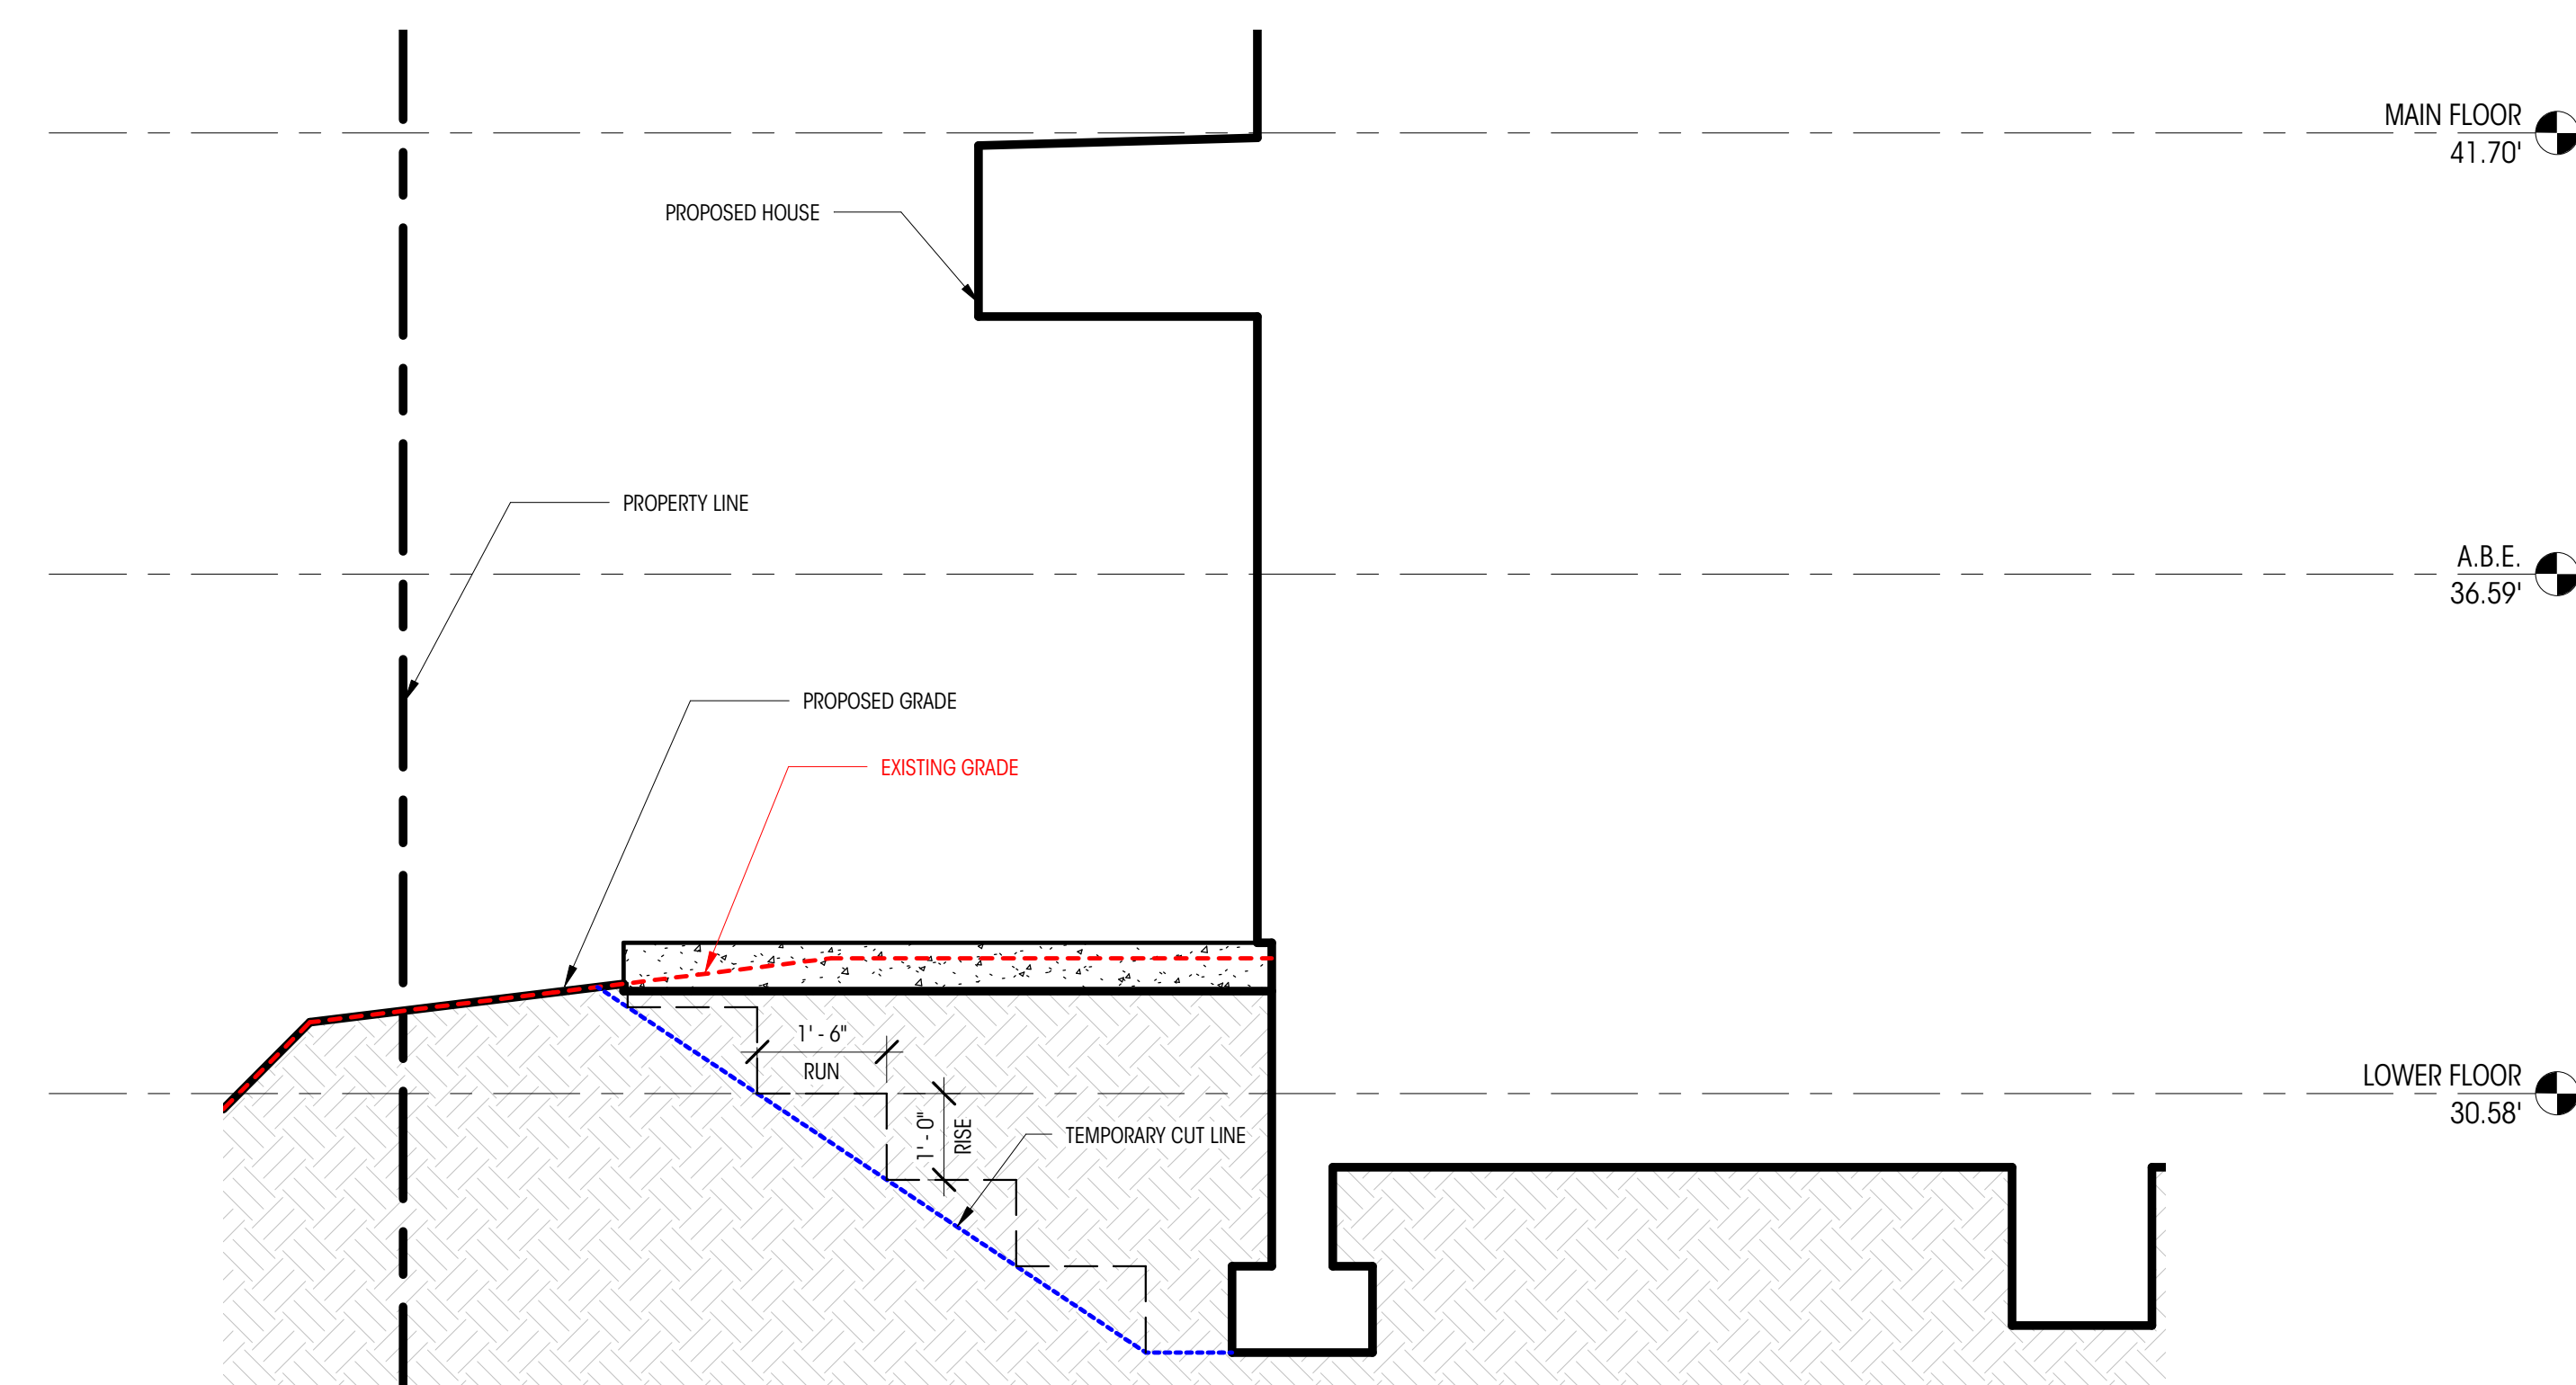 MAIN FLOOR
41.70'
PROPOSED HOUSE
PROPERTY LINE
A.B.E.
36.59'
PROPOSED GRADE
EXISTING GRADE
1' - 6"
RUN
LOWER FLOOR
30.58'
1' - 0"
RISE
TEMPORARY CUT LINE